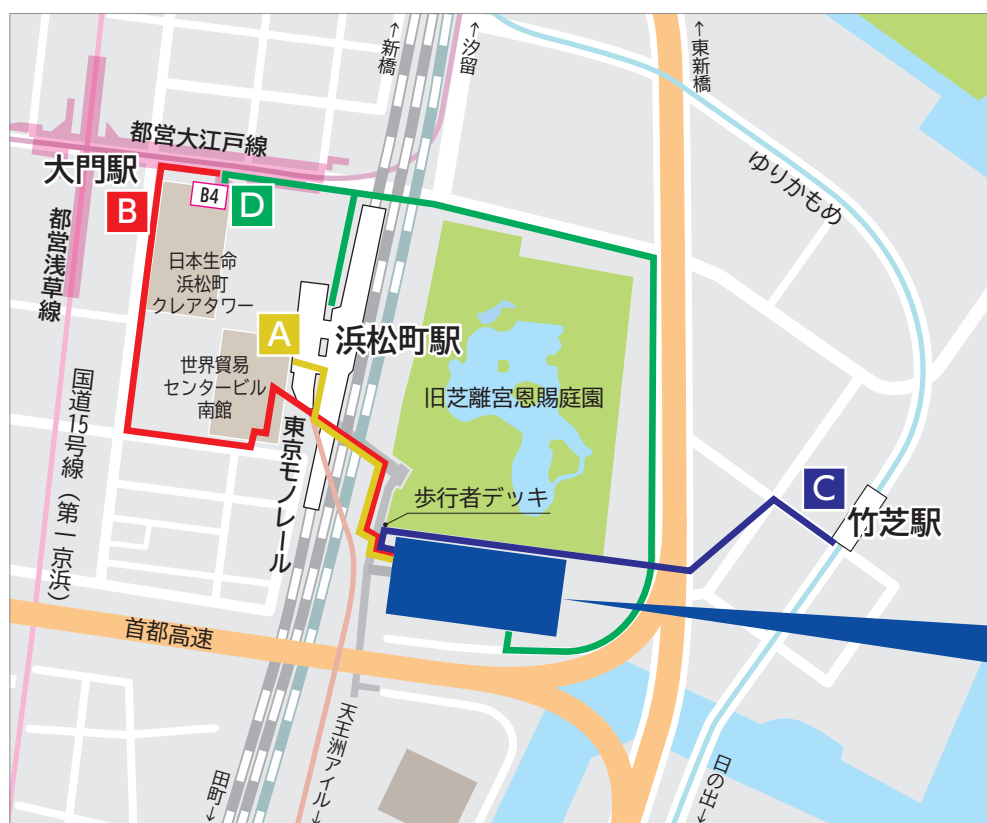 ←新橋
←汐留
←東新橋
都営大江戸線
大門駅
B
B4
D
ゆりかもめ
都営浅草線
日本生命
浜松町
クレアタワー
A
浜松町駅
世界貿易
センタービル
南館
旧芝離宮恩賜庭園
国道15号線（第一京浜）
東京モノレール
歩行者デッキ
C
竹芝駅
首都高速
天王洲アイル→
田町→
日の出→